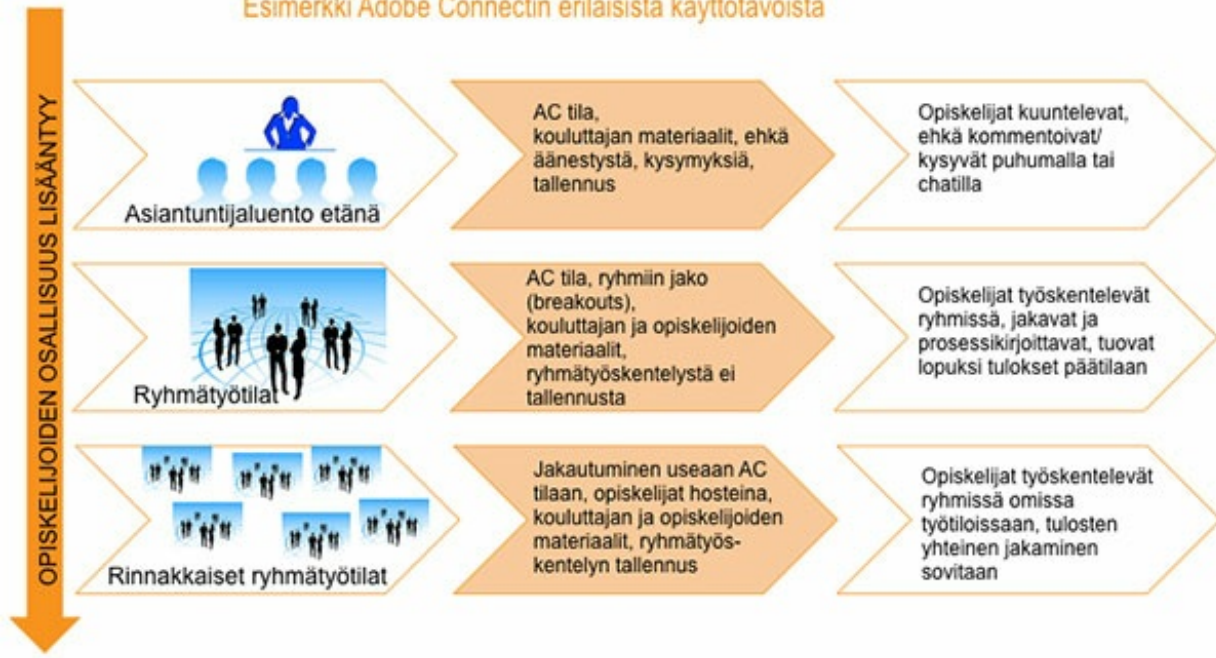 Esimerkki Adobe Connectin erilaisista käyttötavoista
OPISKELIJOIDEN OSALLISUUS LISÄÄNTYY
Asiantuntijaluento etänä
AC tila,
kouluttajan materiaalit, ehkä
äänestystä, kysymyksiä,
tallennus
Opiskelijat kuuntelevat,
ehkä kommentoivat/
kysyvät puhumalla tai
chatilla
Ryhmätyötilat
AC tila, ryhmiin jako
(breakouts),
kouluttajan ja opiskelijoiden
materiaalit,
ryhmätyöskentelystä ei
tallennusta
Opiskelijat työskentelevät
ryhmissä, jakavat ja
prosessikirjoittavat, tuovat
lopuksi tulokset päätilaan
Rinnakkaiset ryhmätyötilat
Jakautuminen useaan AC
tilaan, opiskelijat hosteina,
kouluttajan ja opiskelijoiden
materiaalit, ryhmätyös-
kentelyn tallennus
Opiskelijat työskentelevät
ryhmissä omissa
työtiloissaan, tulosten
yhteinen jakaminen
sovitaan